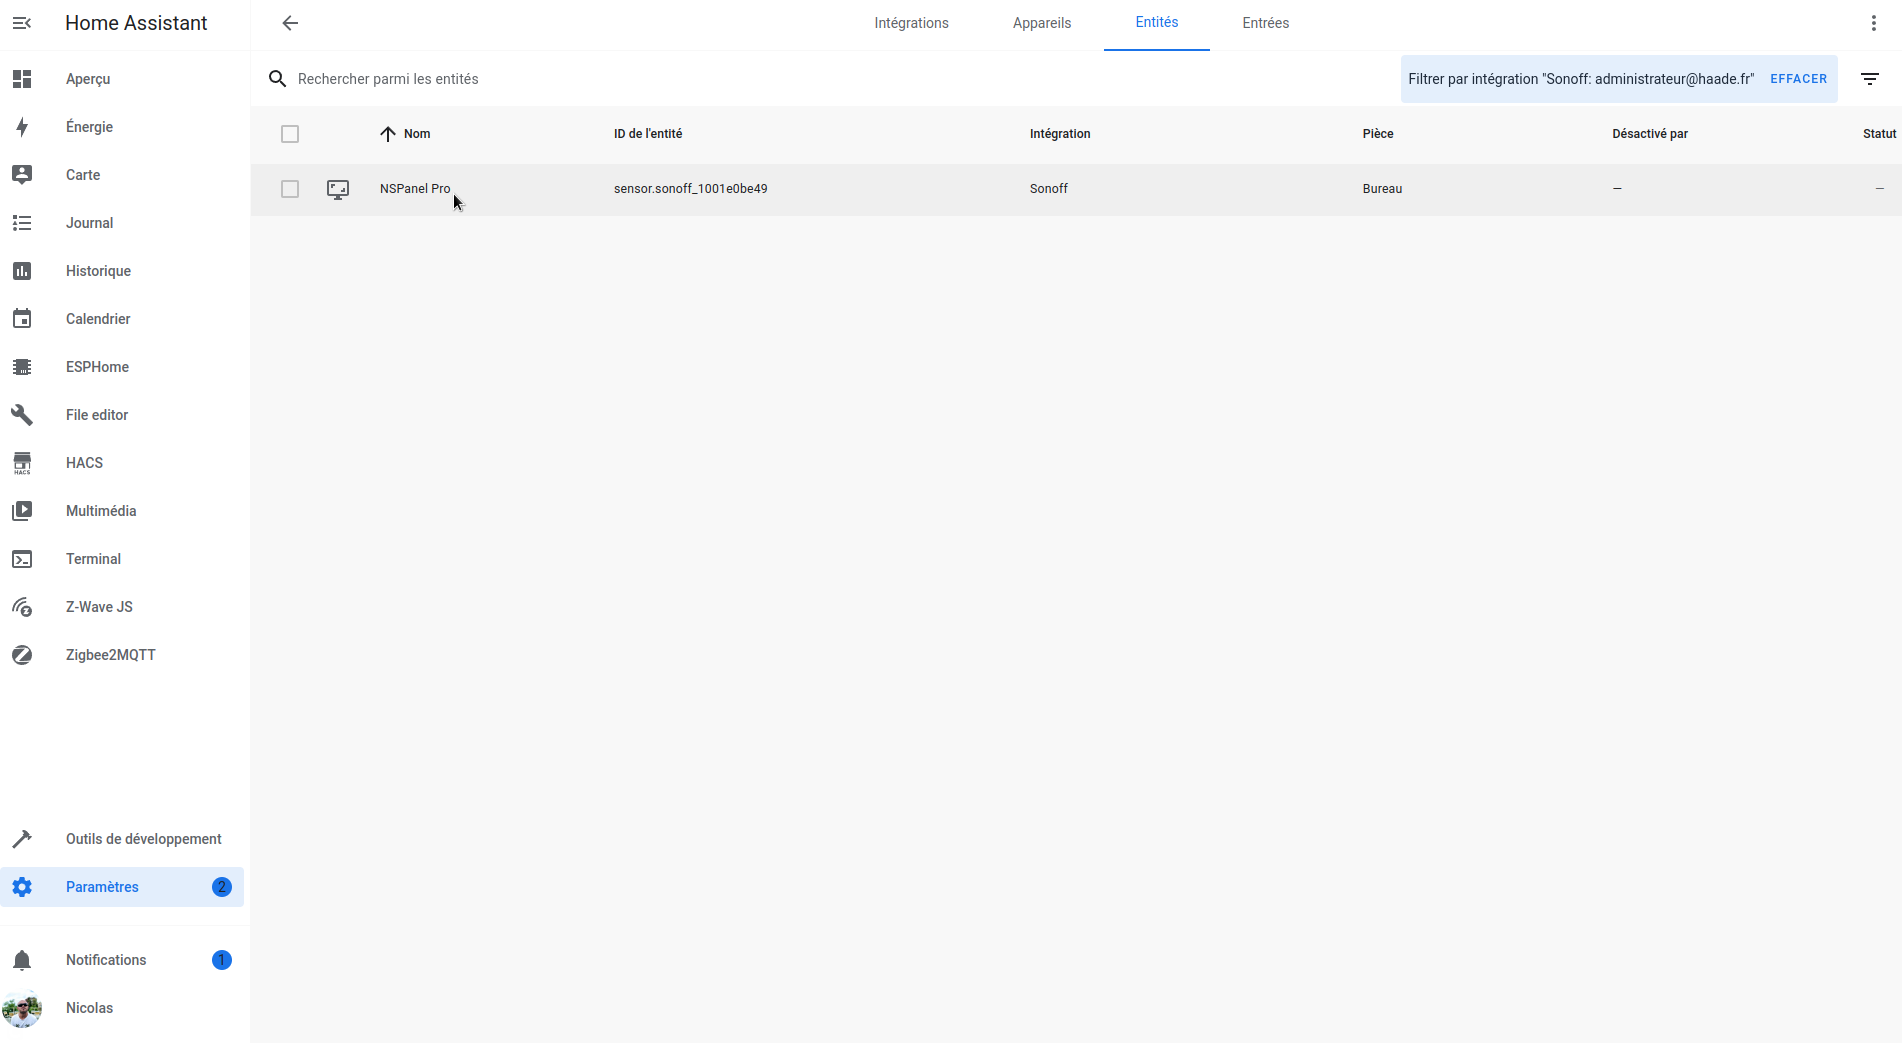 Home Assistant
Intégrations
Appareils
Entités
Entrées
Aperçu
Énergie
Carte
Journal
Historique
Calendrier
ESPHome
File editor
HACS
HACS
Multimédia
Terminal
Z-Wave JS
Zigbee2MQTT
Outils de développement
Paramètres 2
Notifications 1
Nicolas
Rechercher parmi les entités
Filtrer par intégration "Sonoff: administrateur@haade.fr" EFFACER
Nom ID de l'entité Intégration Pièce Désactivé par Statut
NSPanel Pro sensor.sonoff_1001e0be49 Sonoff Bureau — —